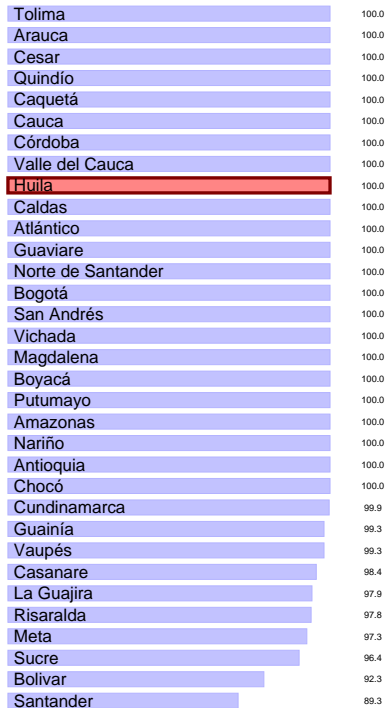 Tolima 100.0
Arauca 100.0
Cesar 100.0
Quindío 100.0
Caquetá 100.0
Cauca 100.0
Córdoba 100.0
Valle del Cauca 100.0
Huila 100.0
Caldas 100.0
Atlántico 100.0
Guaviare 100.0
Norte de Santander 100.0
Bogotá 100.0
San Andrés 100.0
Vichada 100.0
Magdalena 100.0
Boyacá 100.0
Putumayo 100.0
Amazonas 100.0
Nariño 100.0
Antioquia 100.0
Chocó 100.0
Cundinamarca 99.9
Guainía 99.3
Vaupés 99.3
Casanare 98.4
La Guajira 97.9
Risaralda 97.8
Meta 97.3
Sucre 96.4
Bolivar 92.3
Santander 89.3